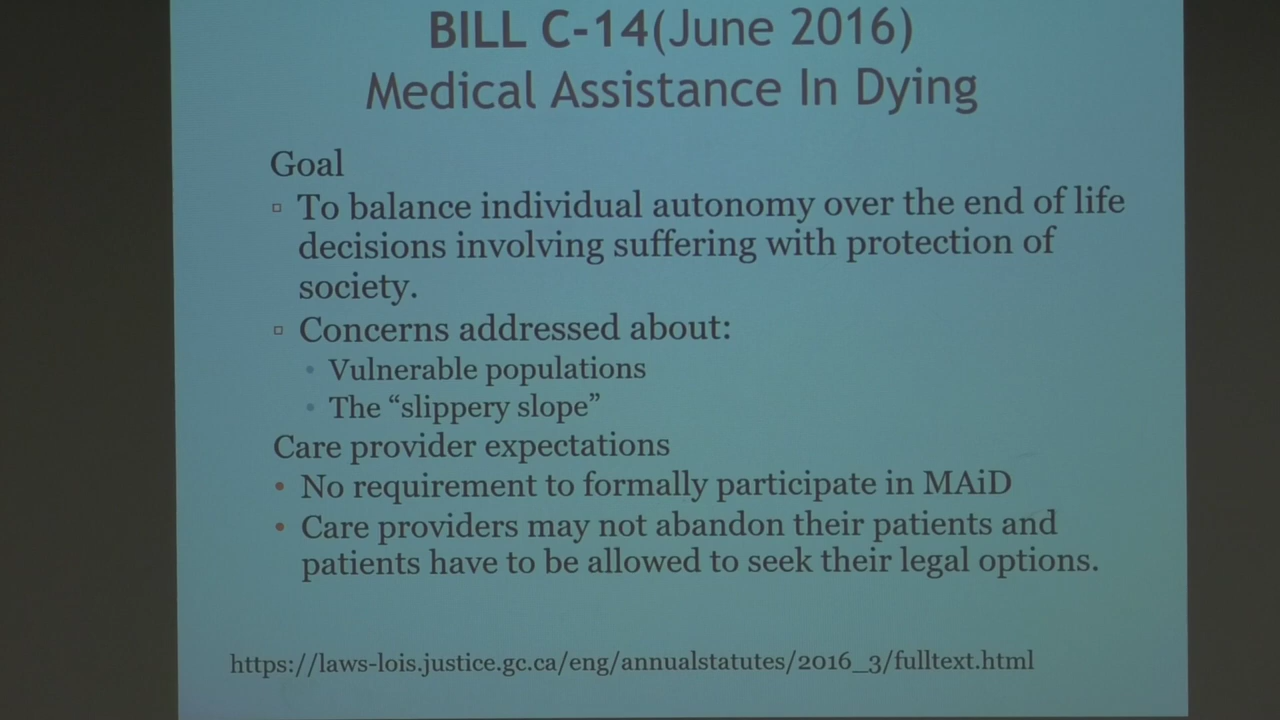 BILL C-14(June 2016)
Medical Assistance In Dying
Goal
To balance individual autonomy over the end of life
decisions involving suffering with protection of
society.
Concerns addressed about:
Vulnerable populations
The “slippery slope”
Care provider expectations
No requirement to formally participate in MAiD
Care providers may not abandon their patients and
patients have to be allowed to seek their legal options.
https://laws-lois.justice.gc.ca/eng/annualstatutes/2016_3/fulltext.html